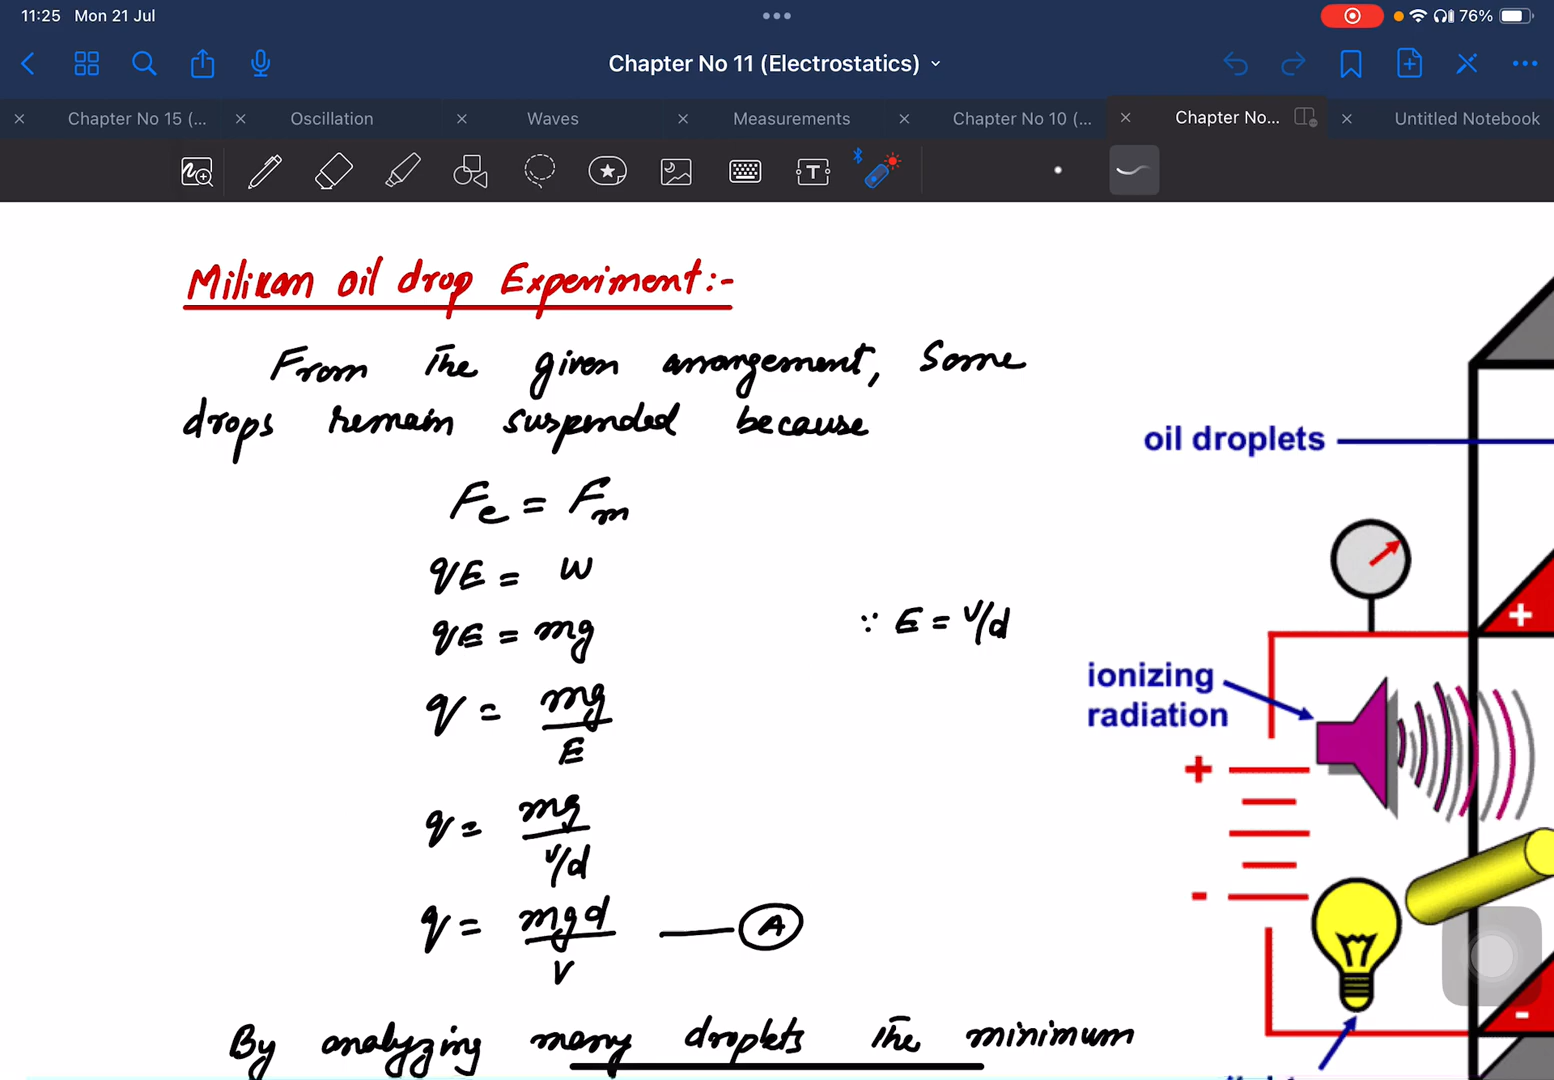 11:25 Mon 21 Jul
76%
Chapter No 11 (Electrostatics)
Chapter No 15 (...
Oscillation
Waves
Measurements
Chapter No 10 (...
Chapter No...
Untitled Notebook
T
Milikan oil drop Experiment:-
From the given arrangement, Some
drops remain suspended because
Fe = Fm
qE = w
qE = mg
∵ E = V/d
q = mg/E
q = mg/V/d
q = mgd/V —— A
By analyzing many droplets the minimum
oil droplets
+
ionizing
radiation
+
-
-